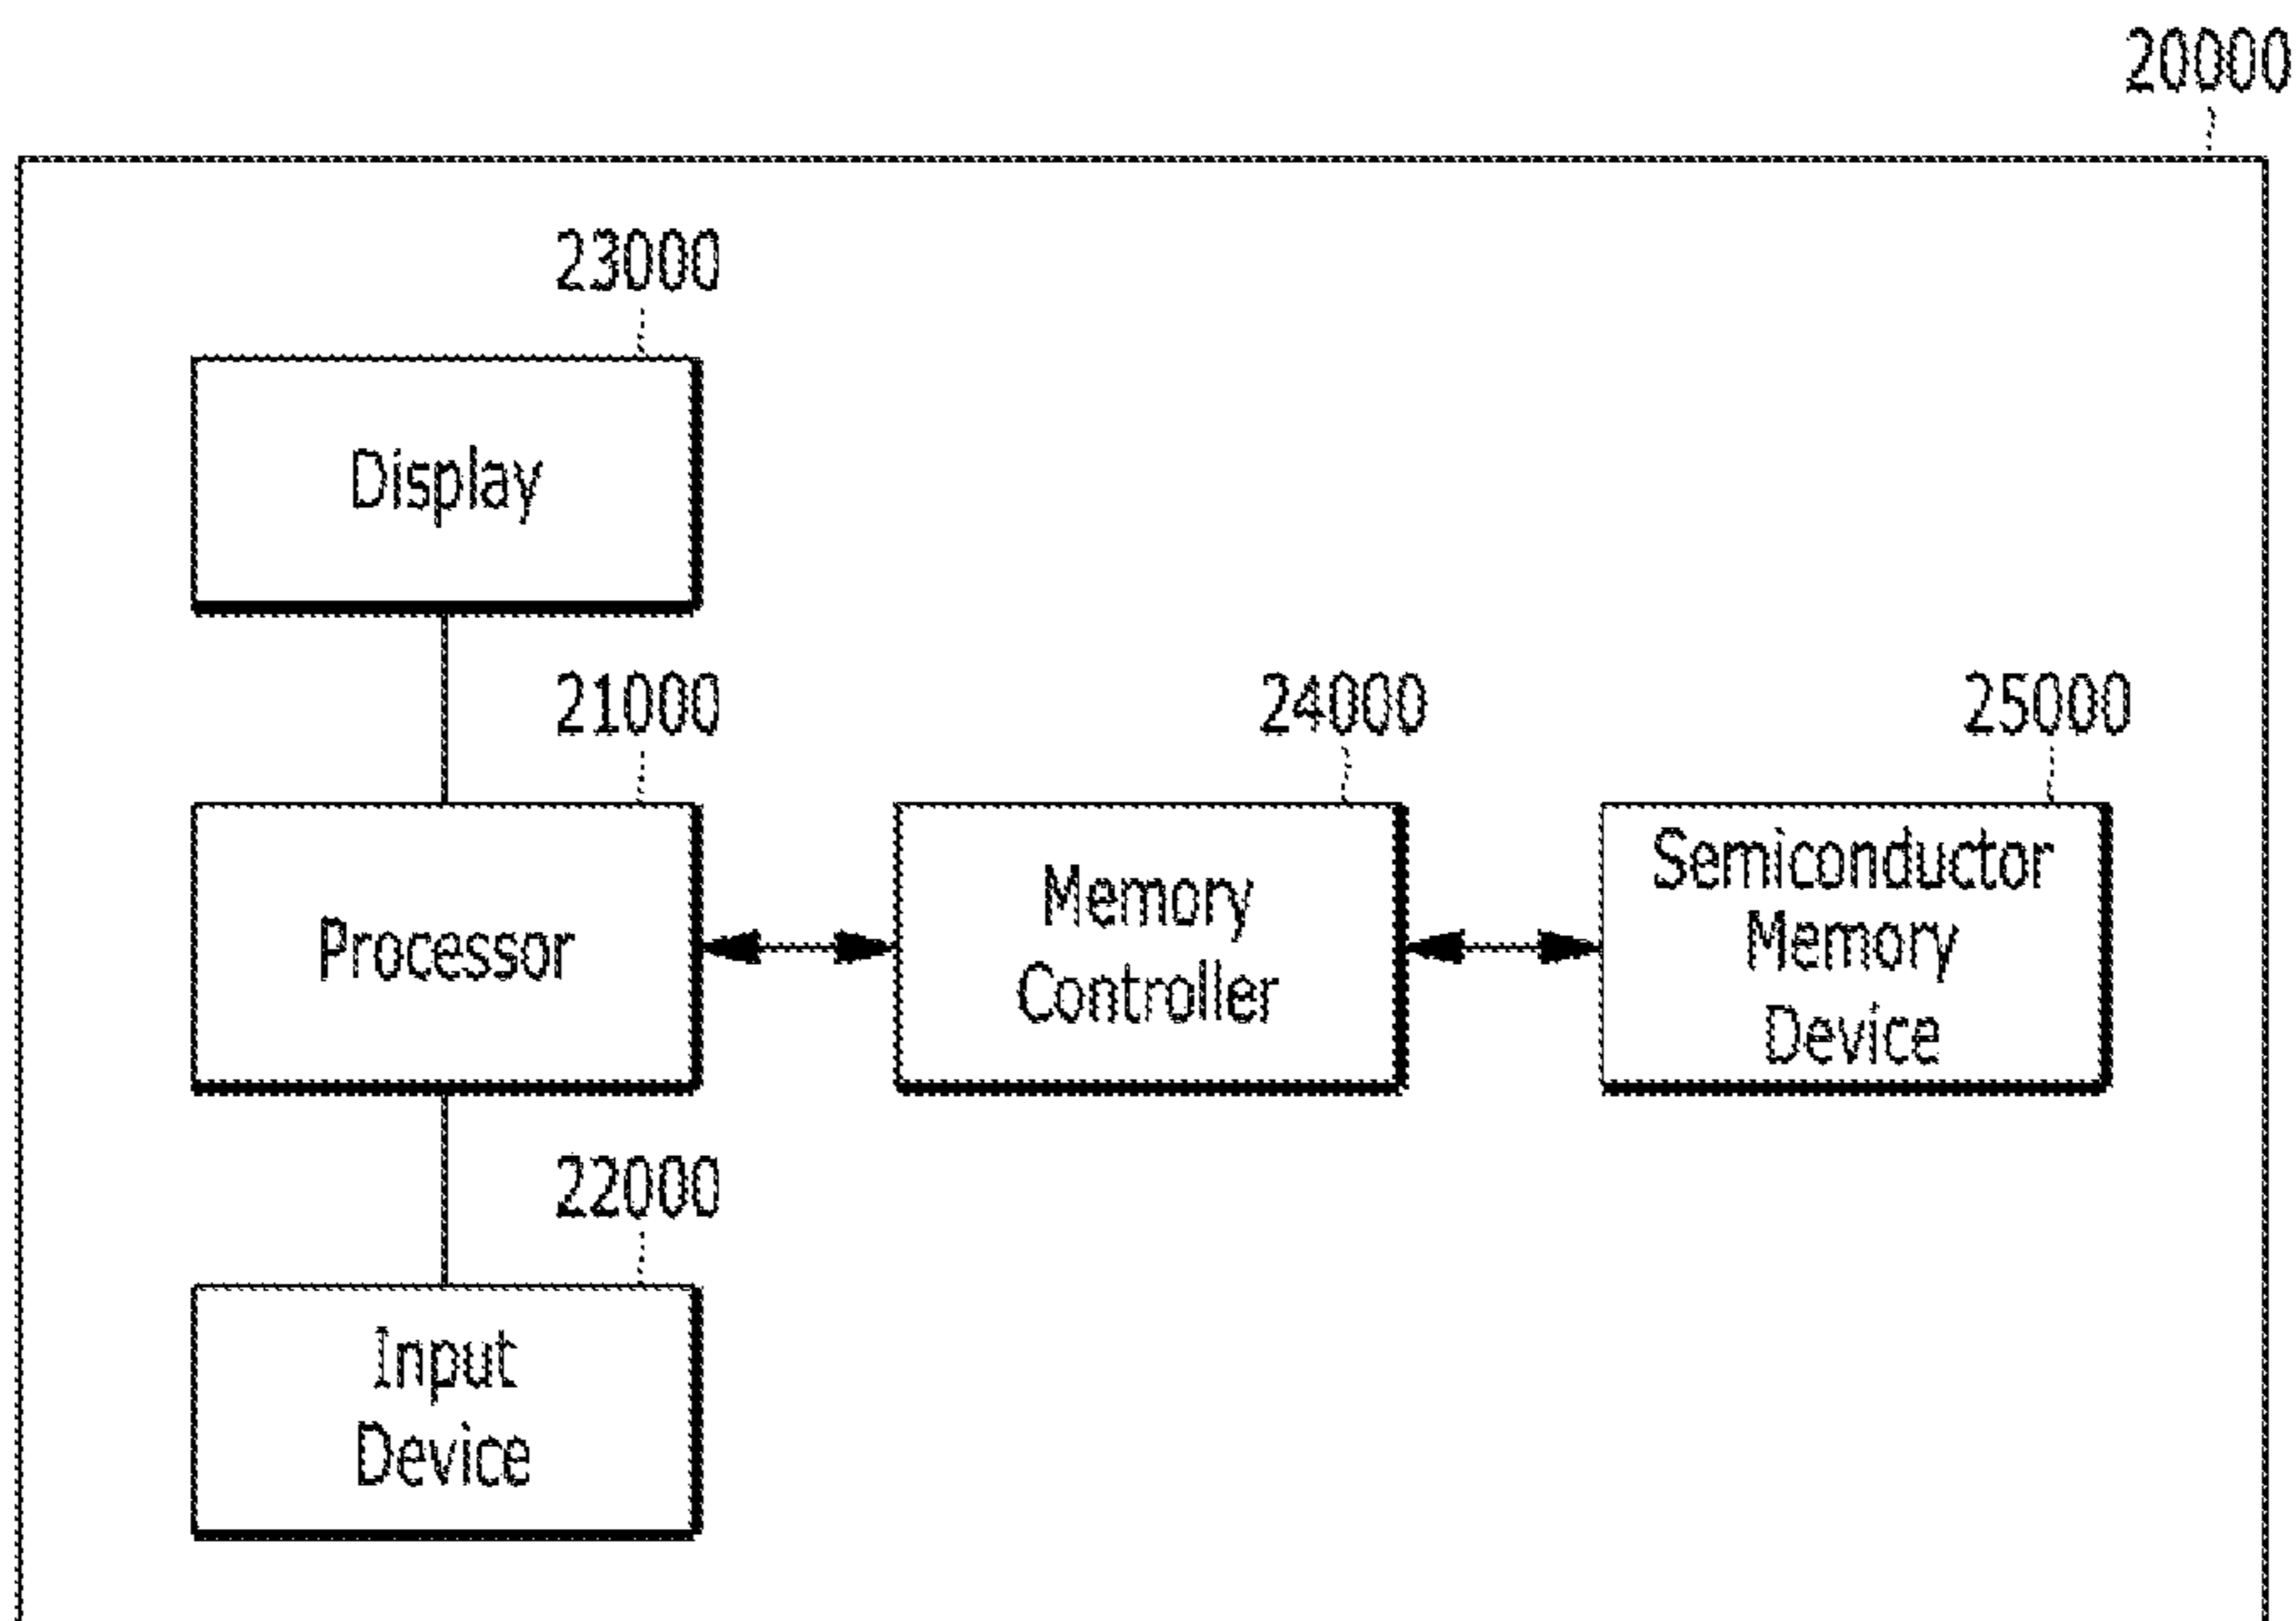 20000
23000
Display
21000
24000
25000
Processor
Memory
Controller
Semiconductor
Memory
Device
22000
Input
Device